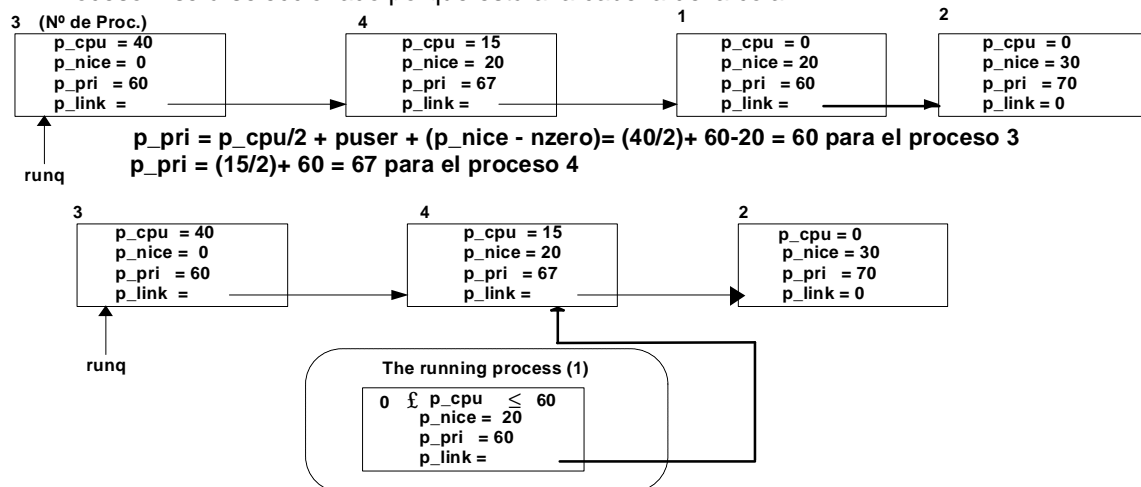 3 (Nº de Proc.)
p_cpu = 40
p_nice = 0
p_pri = 60
p_link =
4
p_cpu = 15
p_nice = 20
p_pri = 67
p_link =
1
p_cpu = 0
p_nice = 20
p_pri = 60
p_link =
2
p_cpu = 0
p_nice = 30
p_pri = 70
p_link = 0
runq
p_pri = p_cpu/2 + puser + (p_nice - nzero)= (40/2)+ 60-20 = 60 para el proceso 3
p_pri = (15/2)+ 60 = 67 para el proceso 4
3
p_cpu = 40
p_nice = 0
p_pri = 60
p_link =
4
p_cpu = 15
p_nice = 20
p_pri = 67
p_link =
2
p_cpu = 0
p_nice = 30
p_pri = 70
p_link = 0
runq
The running process (1)
0 £ p_cpu ≤ 60
p_nice = 20
p_pri = 60
p_link =